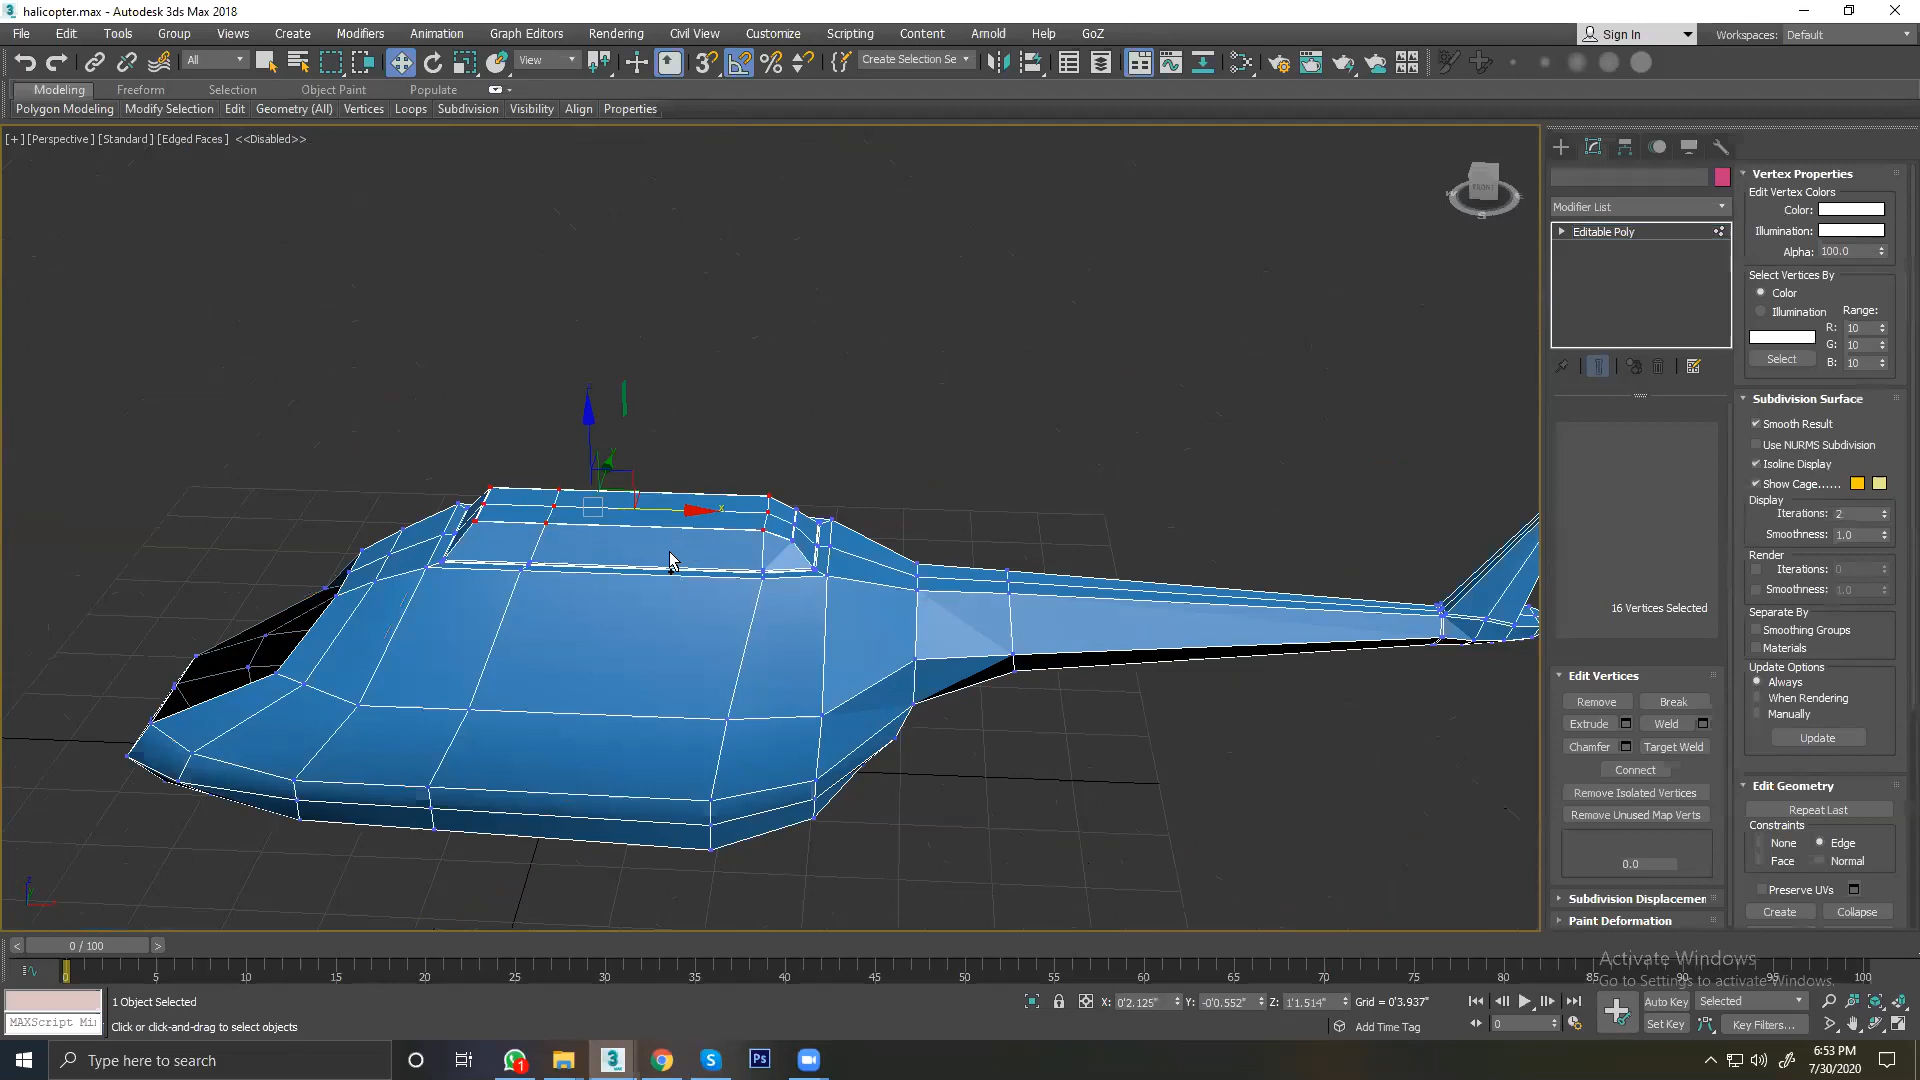 halicopter.max - Autodesk 3ds Max 2018
File Edit Tools Group Views Create Modifiers Animation Graph Editors Rendering Civil View Customize Scripting Content Arnold Help GoZ
Sign In Workspaces: Default
All View Create Selection Se
Modeling Freeform Selection Object Paint Populate
Polygon Modeling Modify Selection Edit Geometry (All) Vertices Loops Subdivision Visibility Align Properties
[+] [Perspective] [Standard] [Edged Faces] <<Disabled>>
FRONT
S
x
Modifier List
Editable Poly
16 Vertices Selected
Edit Vertices
Remove Break
Extrude Weld
Chamfer Target Weld
Connect
Remove Isolated Vertices
Remove Unused Map Verts
0.0
Subdivision Displacemen
Paint Deformation
Vertex Properties
Edit Vertex Colors
Color:
Illumination:
Alpha: 100.0
Select Vertices By
Color
Illumination Range:
R: 10
G: 10
B: 10
Select
Subdivision Surface
Smooth Result
Use NURMS Subdivision
Isoline Display
Show Cage......
Display
Iterations: 2
Smoothness: 1.0
Render
Iterations: 0
Smoothness: 1.0
Separate By
Smoothing Groups
Materials
Update Options
Always
When Rendering
Manually
Update
Edit Geometry
Repeat Last
Constraints
None Edge
Face Normal
Preserve UVs
Create Collapse
< 0 / 100 >
0 5 10 15 20 25 30 35 40 45 50 55 60 65 70 75 80 85 90 95 100
Activate Windows
Go to Settings to activate Windows.
1 Object Selected
MAXScript Mi
Click or click-and-drag to select objects
X: 0'2.125" Y: -0'0.552" Z: 1'1.514" Grid = 0'3.937"
Add Time Tag
0
Auto Key Selected
Set Key Key Filters...
Type here to search
1
3
Ps
6:53 PM
7/30/2020